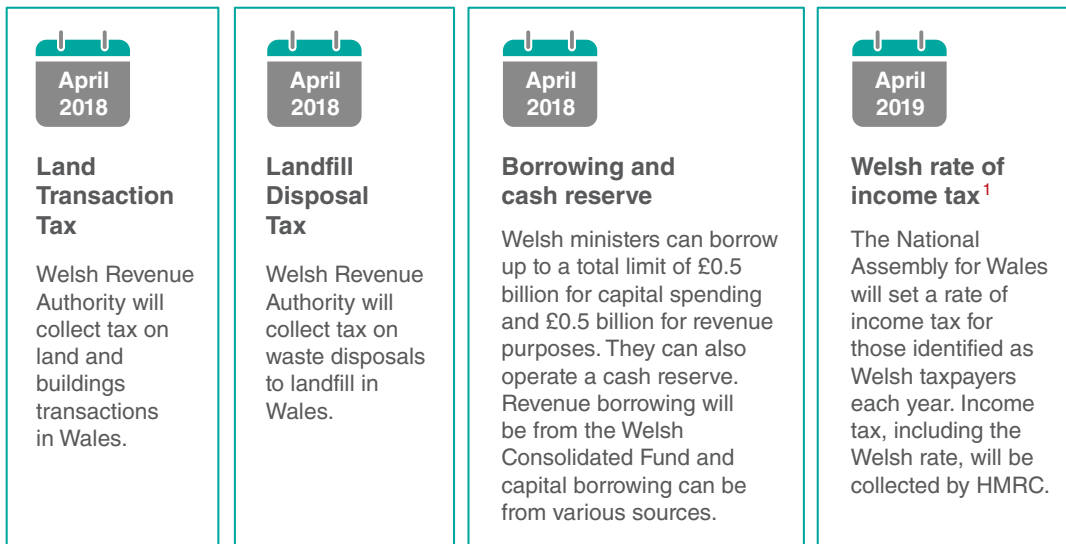 April
2018
Land
Transaction
Tax
Welsh Revenue
Authority will
collect tax on
land and
buildings
transactions
in Wales.
April
2018
Landfill
Disposal
Tax
Welsh Revenue
Authority will
collect tax on
waste disposals
to landfill in
Wales.
April
2018
Borrowing and
cash reserve
Welsh ministers can borrow
up to a total limit of £0.5
billion for capital spending
and £0.5 billion for revenue
purposes. They can also
operate a cash reserve.
Revenue borrowing will
be from the Welsh
Consolidated Fund and
capital borrowing can be
from various sources.
April
2019
Welsh rate of
income tax1
The National
Assembly for Wales
will set a rate of
income tax for
those identified as
Welsh taxpayers
each year. Income
tax, including the
Welsh rate, will be
collected by HMRC.